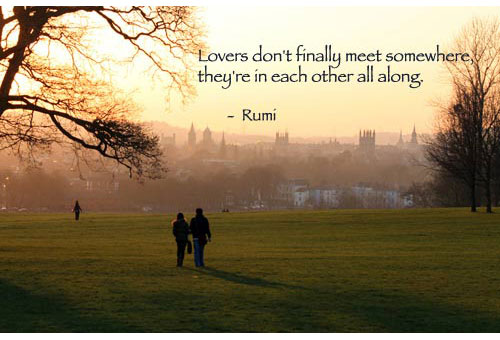 Lovers don't finally meet somewhere,
they're in each other all along.
- Rumi